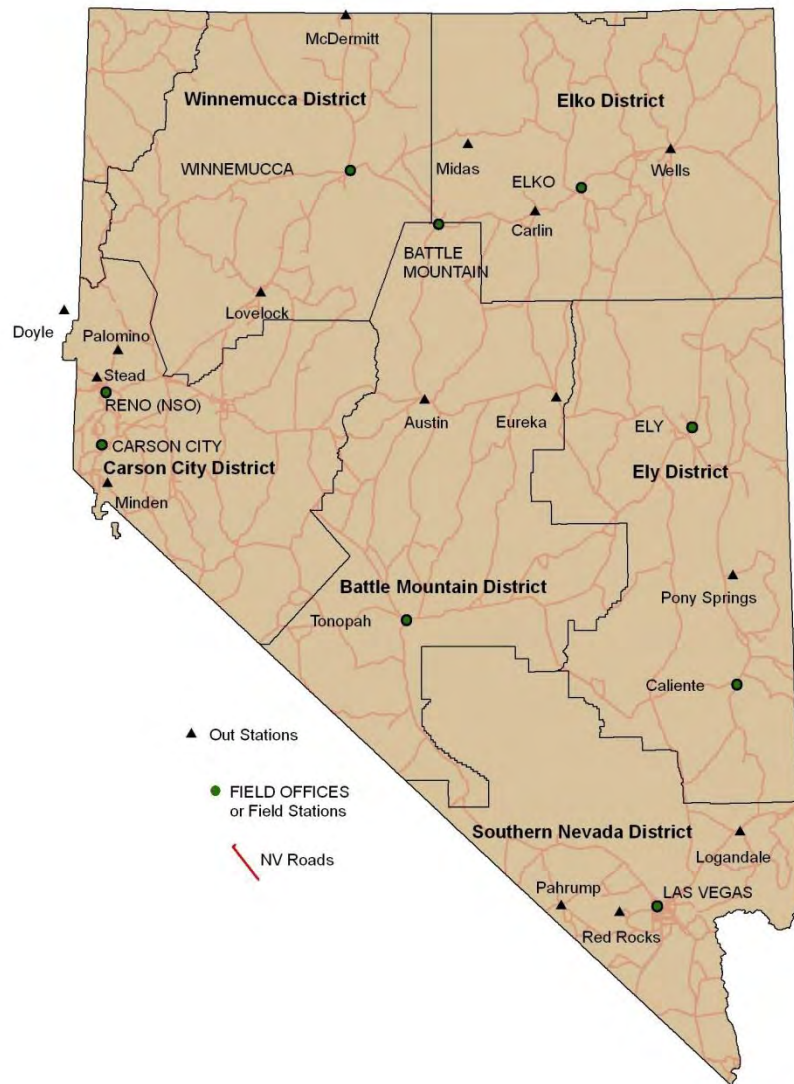 McDermitt
Winnemucca District
Elko District
WINNEMUCCA
Midas
ELKO
Wells
Carlin
BATTLE
MOUNTAIN
Doyle
Lovelock
Palomino
Stead
RENO (NSO)
Austin
Eureka
ELY
CARSON CITY
Carson City District
Ely District
Minden
Battle Mountain District
Pony Springs
Tonopah
Caliente
Out Stations
FIELD OFFICES
or Field Stations
NV Roads
Southern Nevada District
Logandale
Pahrump
LAS VEGAS
Red Rocks